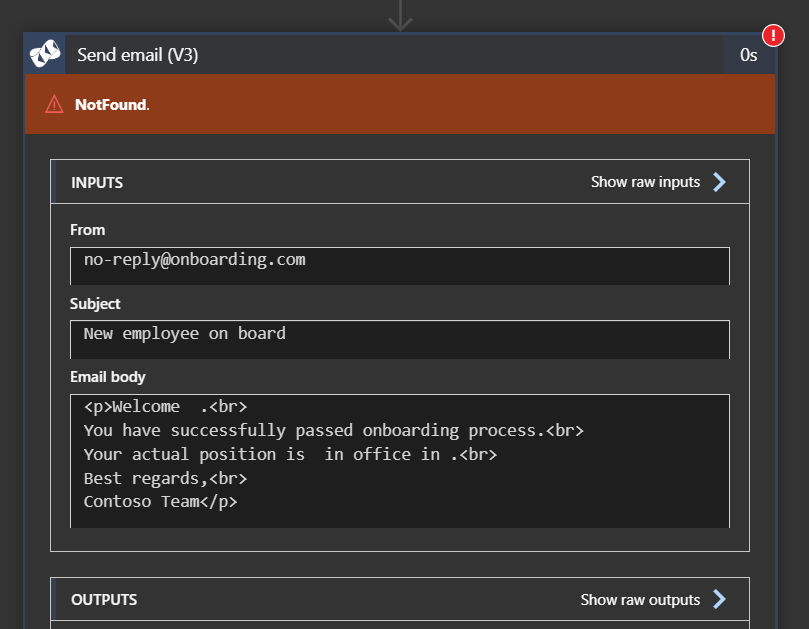 Send email (V3)
0s
!
NotFound.
INPUTS
Show raw inputs
From
no-reply@onboarding.com
Subject
New employee on board
Email body
<p>Welcome  .<br>
You have successfully passed onboarding process.<br>
Your actual position is  in office in .<br>
Best regards,<br>
Contoso Team</p>
OUTPUTS
Show raw outputs